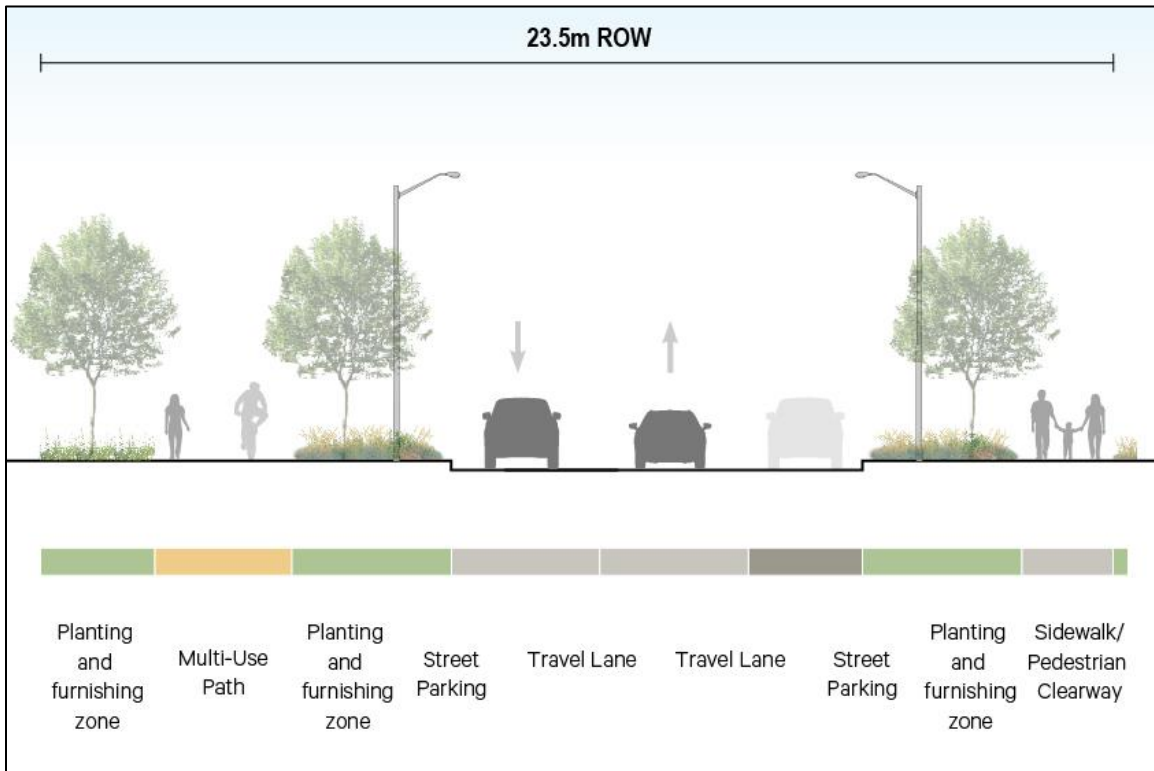 23.5m ROW
Planting
and
furnishing
zone
Multi-Use
Path
Planting
and
furnishing
zone
Street
Parking
Travel Lane
Travel Lane
Street
Parking
Planting
and
furnishing
zone
Sidewalk/
Pedestrian
Clearway